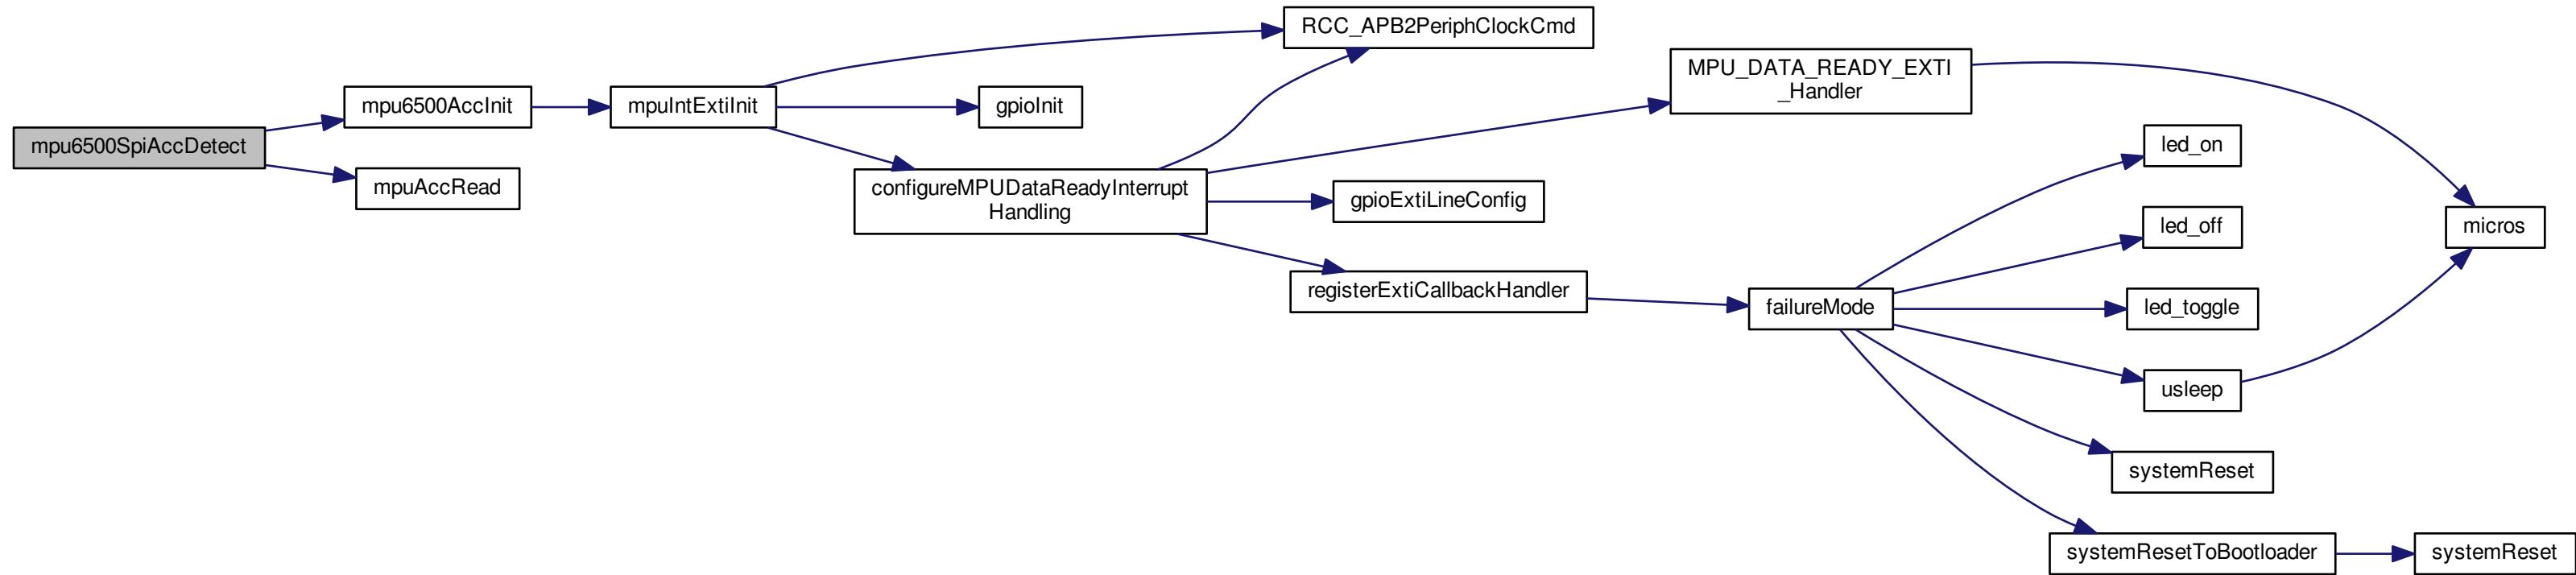 mpu6500SpiAccDetect
mpu6500AccInit
mpuAccRead
mpuIntExtiInit
RCC_APB2PeriphClockCmd
gpioInit
configureMPUDataReadyInterrupt
Handling
MPU_DATA_READY_EXTI
_Handler
gpioExtiLineConfig
registerExtiCallbackHandler
failureMode
led_on
led_off
led_toggle
usleep
systemReset
systemResetToBootloader
micros
systemReset